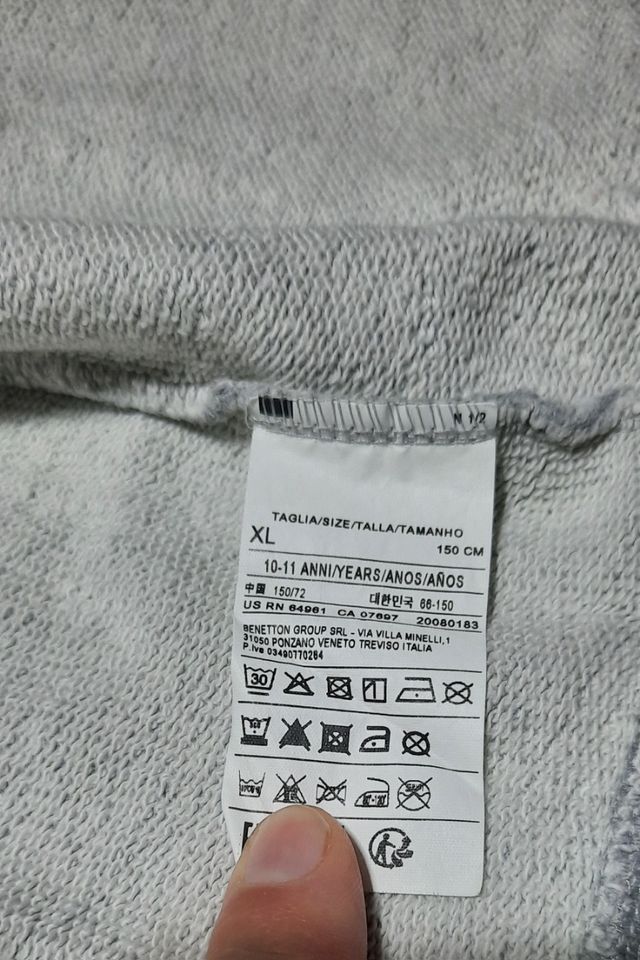 N 1/2
TAGLIA/SIZE/TALLA/TAMANHO
XL
150 CM
10-11 ANNI/YEARS/ANOS/AÑOS
中国 150/72 대한민국 66-150
US RN 64961 CA 07697 20080183
BENETTON GROUP SRL - VIA VILLA MINELLI,1
31050 PONZANO VENETO TREVISO ITALIA
P.Iva 03490770264
30